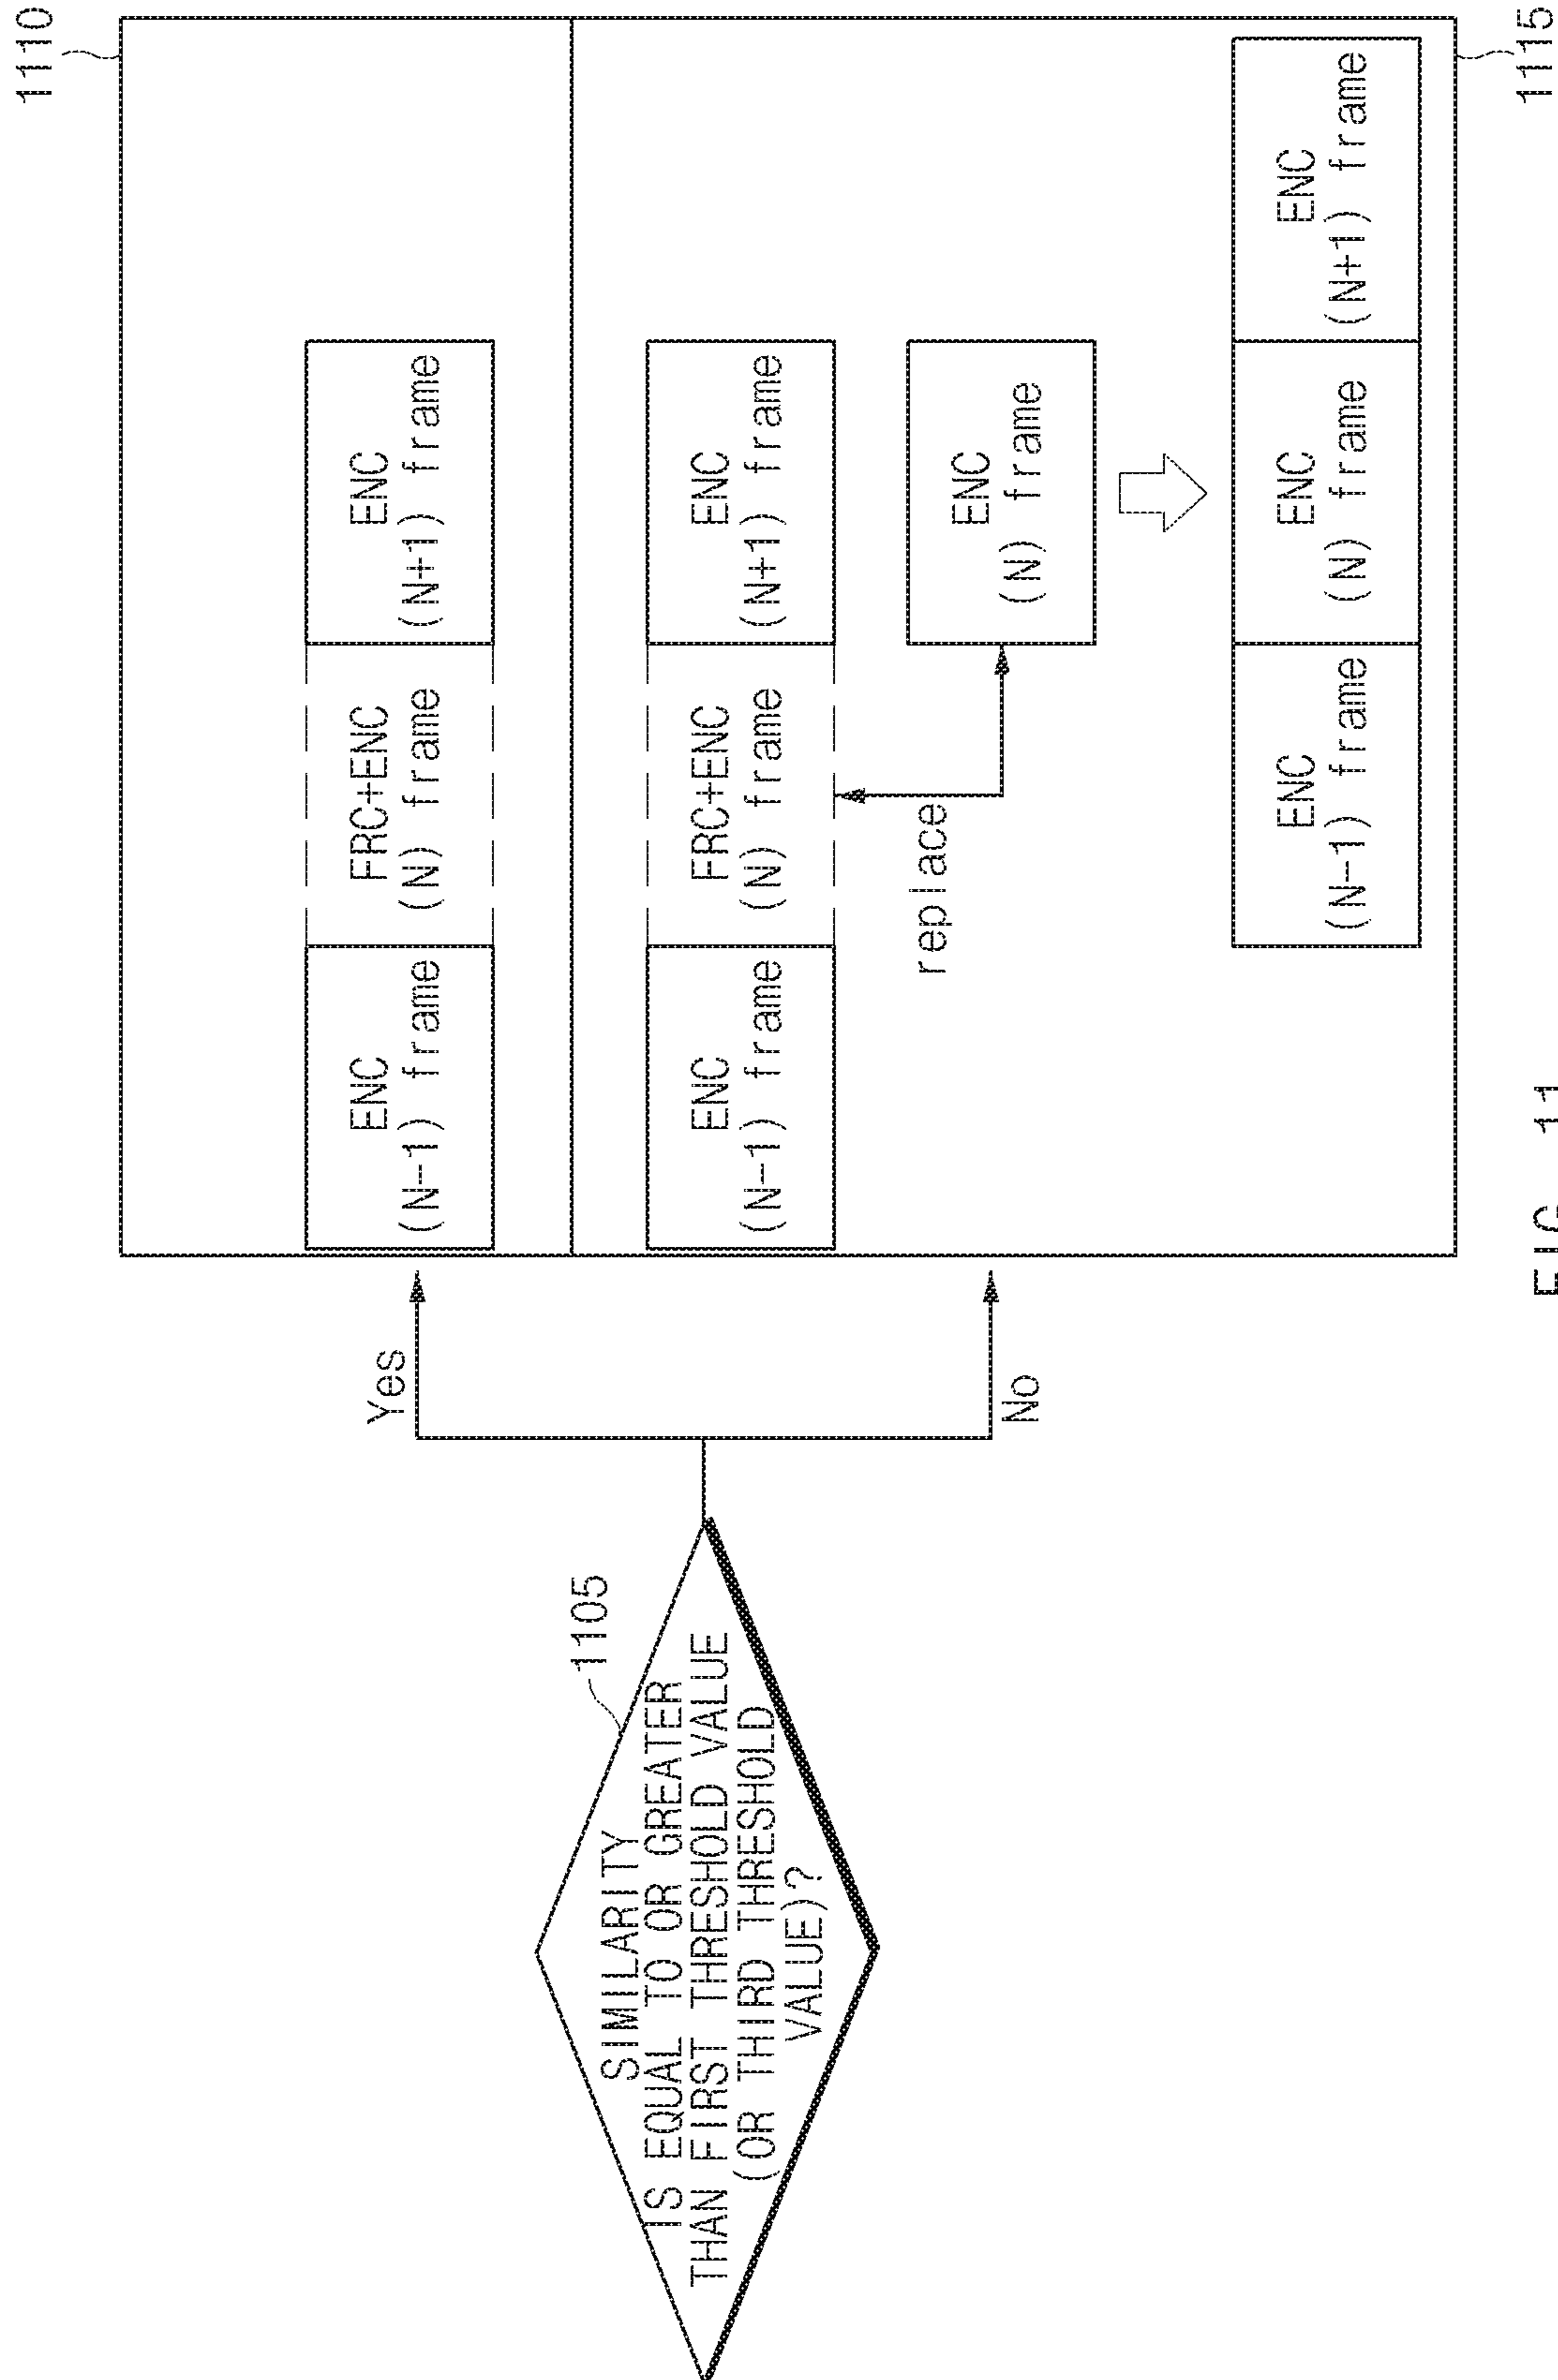 1105
SIMILARITY
IS EQUAL TO OR GREATER
THAN FIRST THRESHOLD VALUE
(OR THIRD THRESHOLD
VALUE)?
Yes
No
1110
ENC
(N-1) frame
FRC+ENC
(N) frame
ENC
(N+1) frame
ENC
(N-1) frame
FRC+ENC
(N) frame
ENC
(N+1) frame
replace
ENC
(N) frame
ENC
(N-1) frame
ENC
(N) frame
ENC
(N+1) frame
1115
FIG. 11